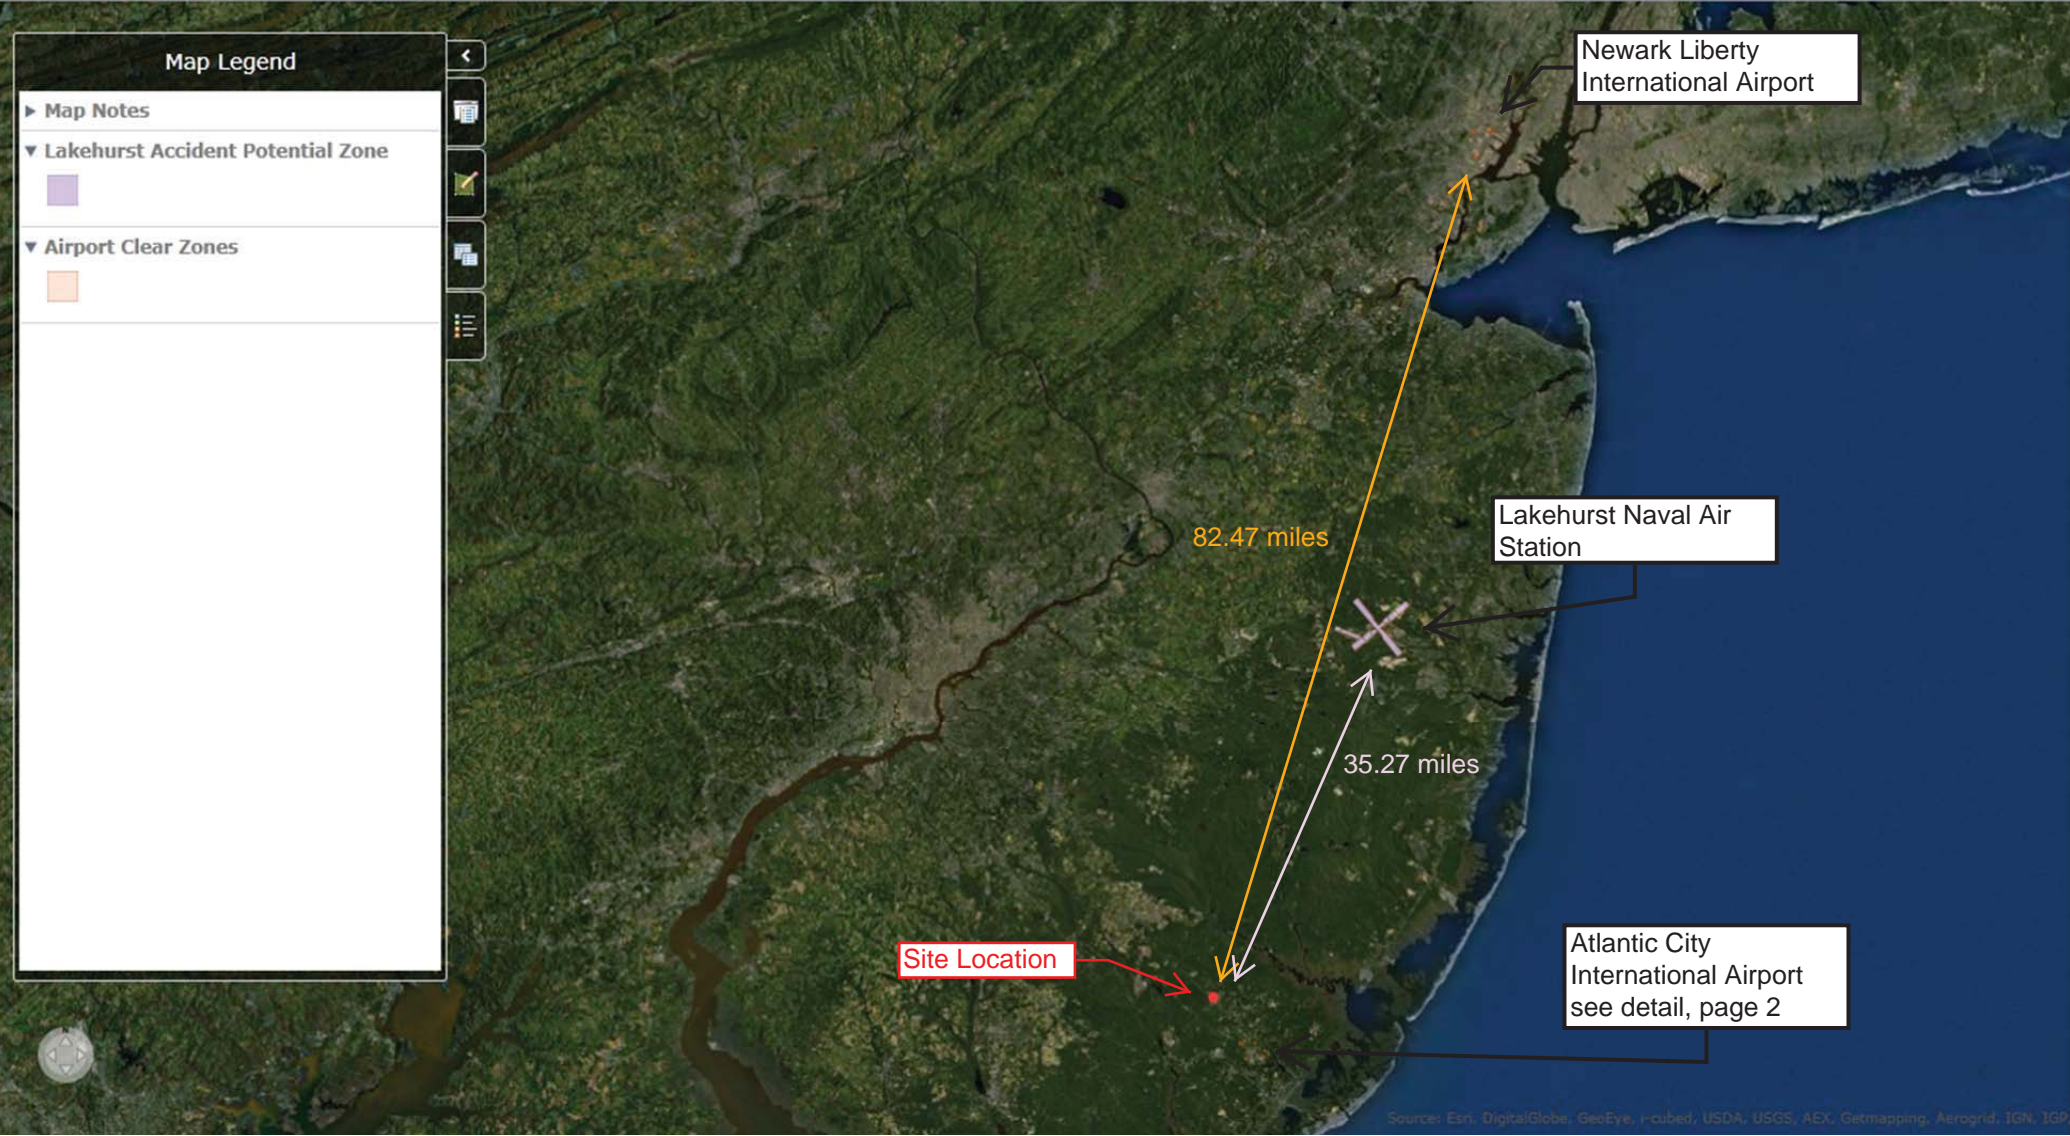 Map Legend
Map Notes
Lakehurst Accident Potential Zone
Airport Clear Zones
Newark Liberty
International Airport
82.47 miles
Lakehurst Naval Air
Station
35.27 miles
Site Location
Atlantic City
International Airport
see detail, page 2
N
Source: Esri, DigitalGlobe, GeoEye, i-cubed, USDA, USGS, AEX, Getmapping, Aerogrid, IGN, IGP